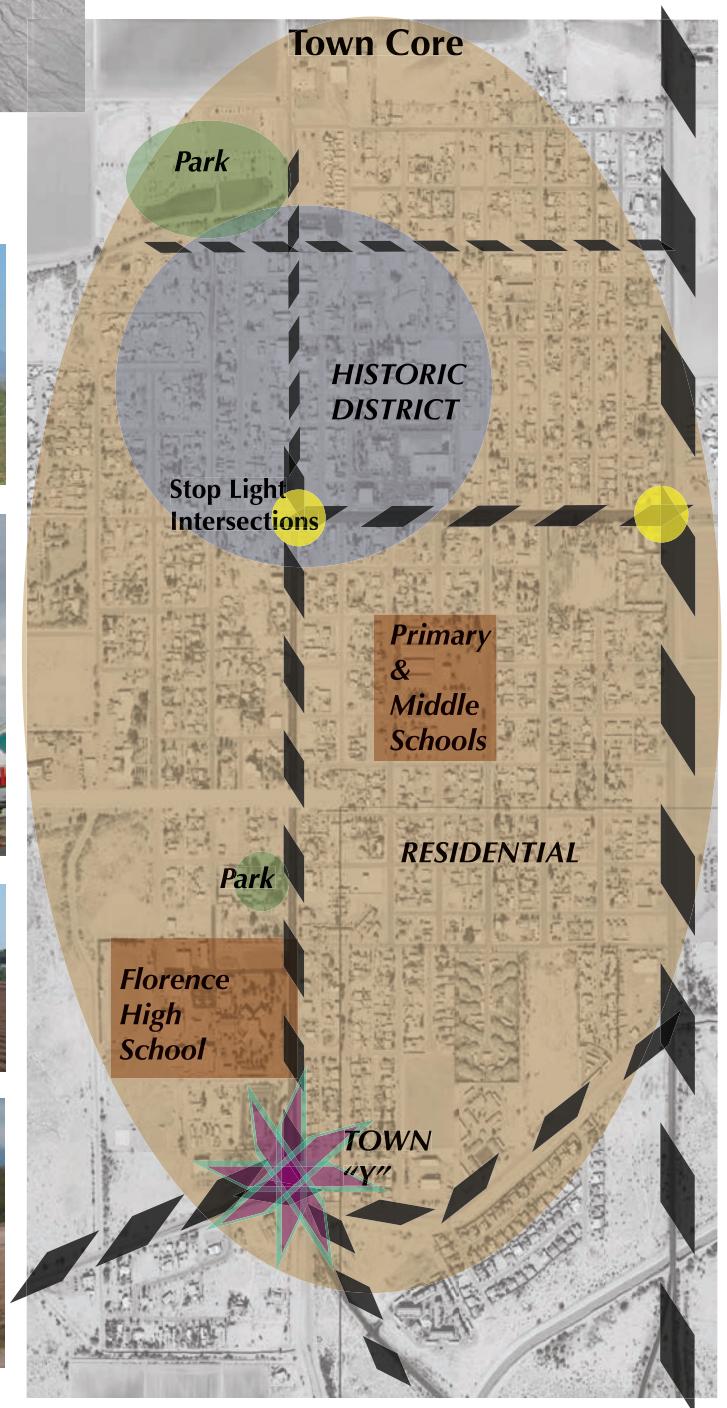 Town Core
Park
HISTORIC
DISTRICT
Stop Light
Intersections
Primary
&
Middle
Schools
RESIDENTIAL
Park
Florence
High
School
TOWN
“Y”